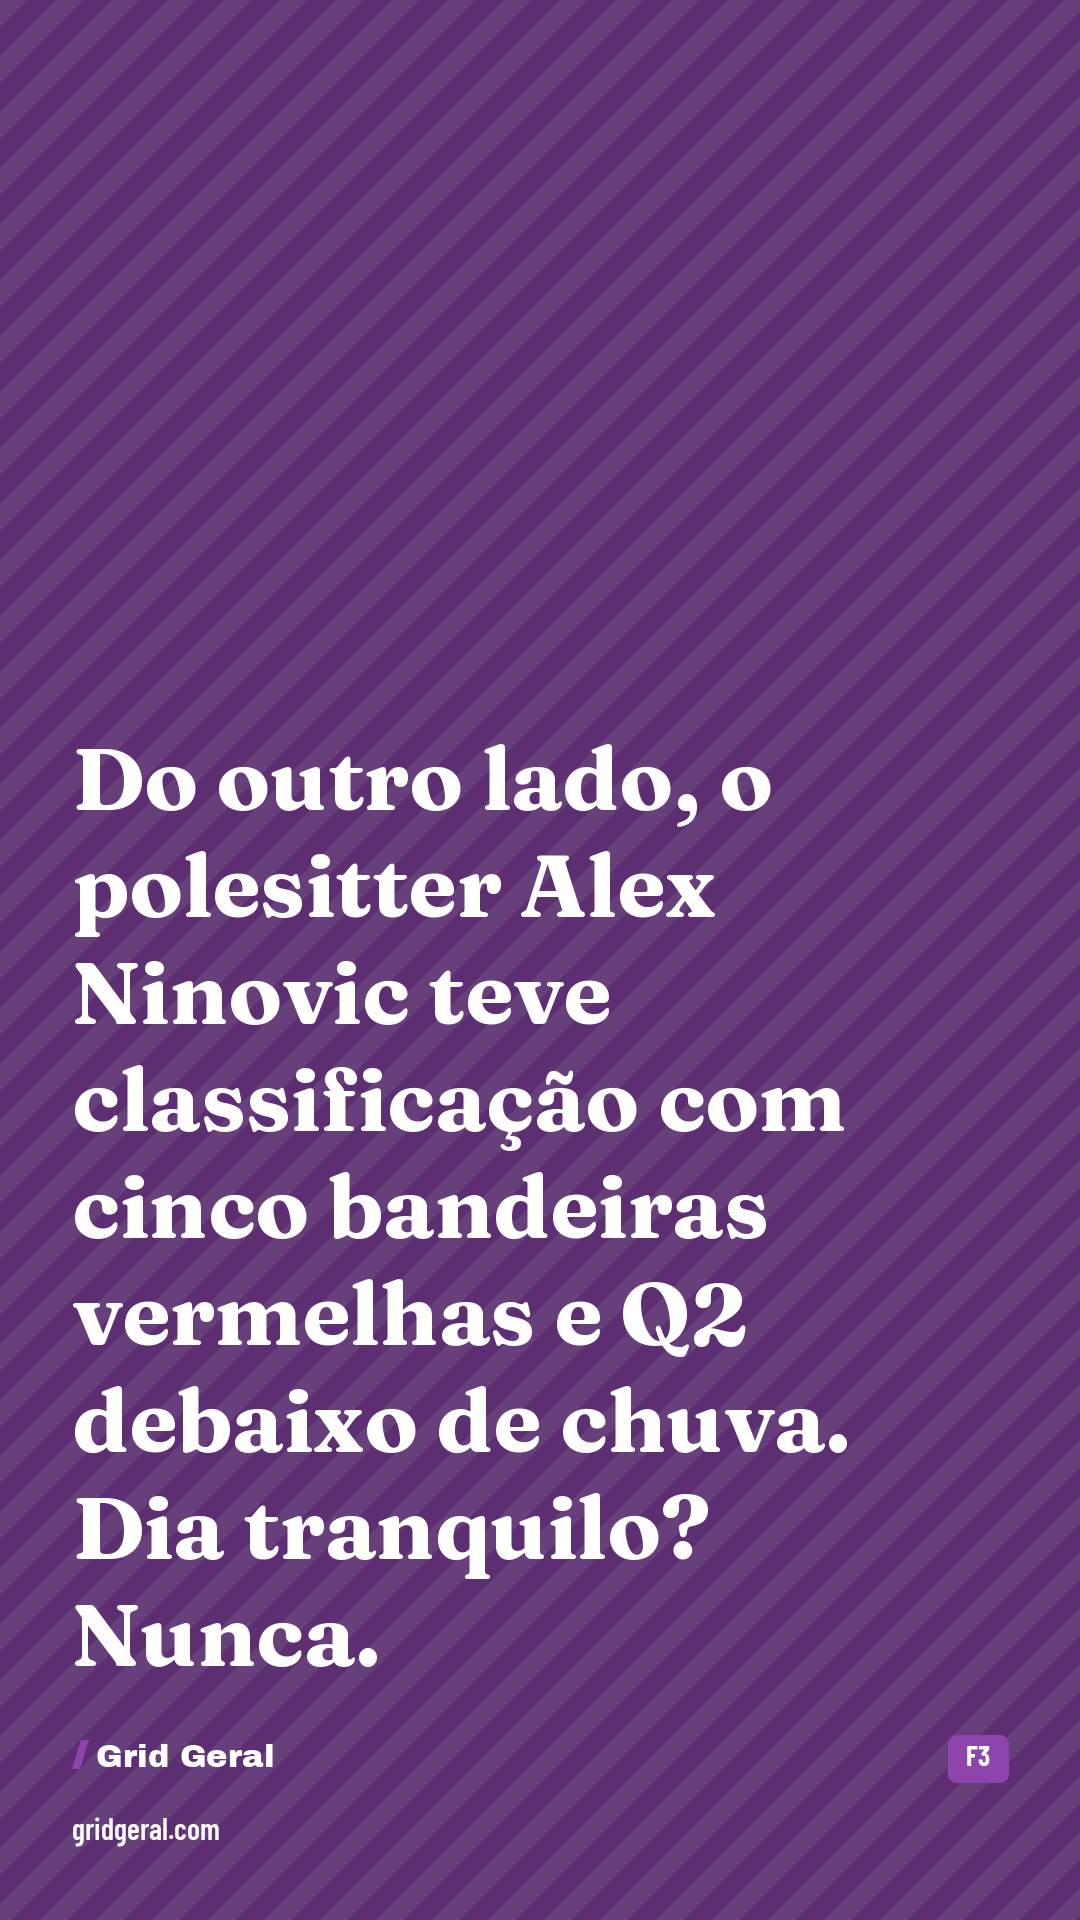 Do outro lado, o
polesitter Alex
Ninovic teve
classificação com
cinco bandeiras
vermelhas e Q2
debaixo de chuva.
Dia tranquilo?
Nunca.
/ Grid Geral
F3
gridgeral.com